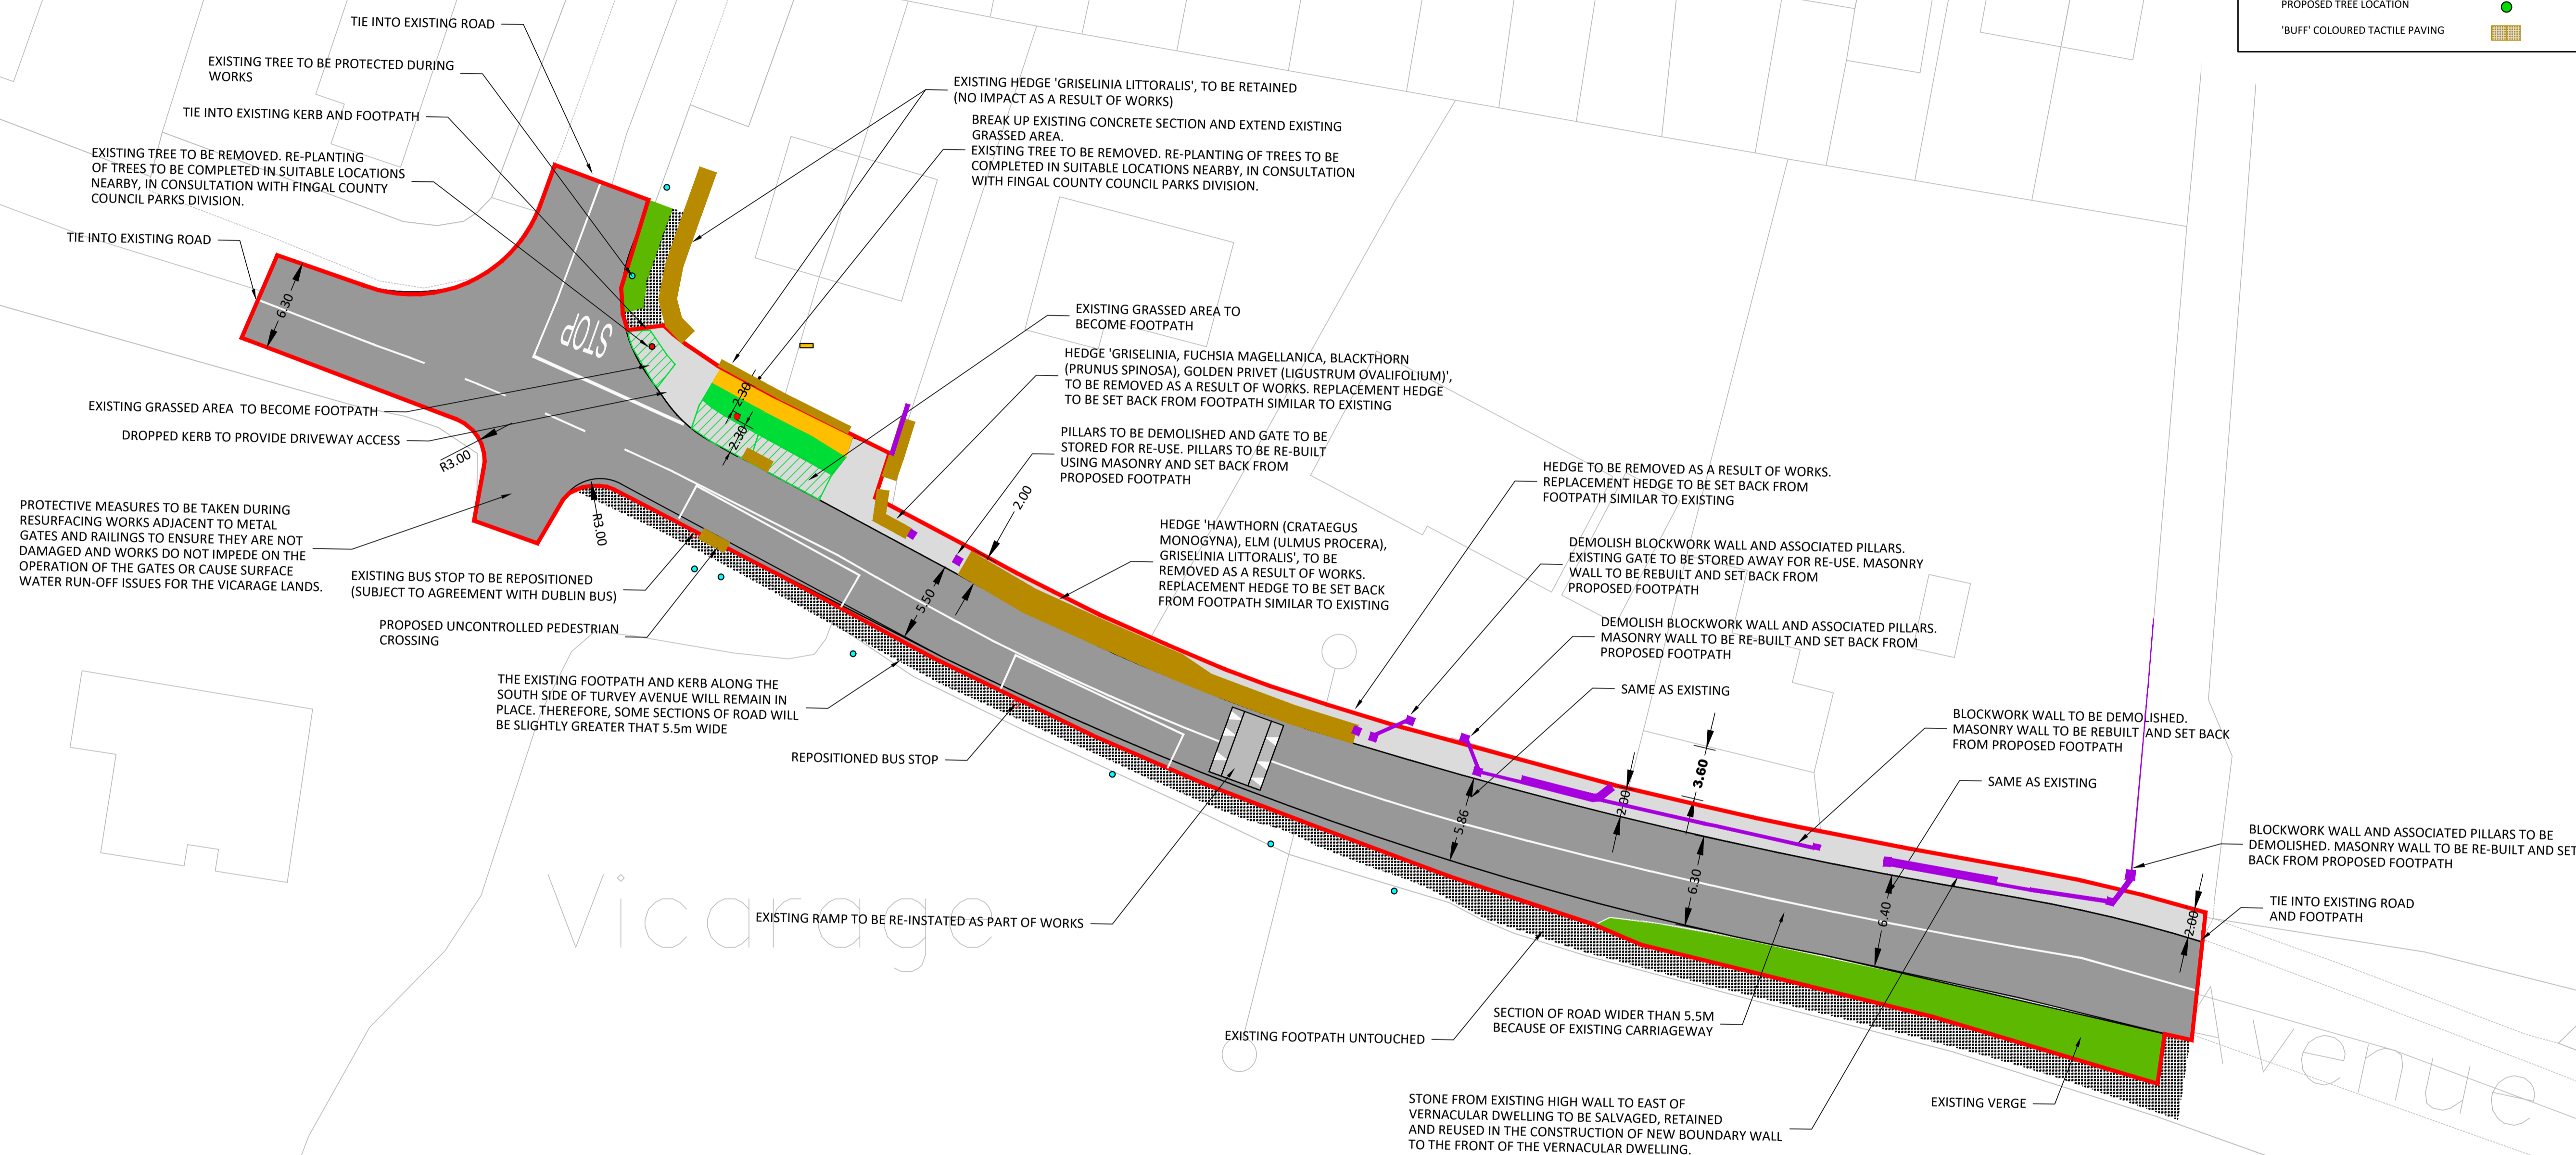 PROPOSED TREE LOCATION
'BUFF' COLOURED TACTILE PAVING
TIE INTO EXISTING ROAD
EXISTING TREE TO BE PROTECTED DURING
WORKS
TIE INTO EXISTING KERB AND FOOTPATH
EXISTING TREE TO BE REMOVED. RE-PLANTING
OF TREES TO BE COMPLETED IN SUITABLE LOCATIONS
NEARBY, IN CONSULTATION WITH FINGAL COUNTY
COUNCIL PARKS DIVISION.
TIE INTO EXISTING ROAD
EXISTING HEDGE 'GRISELINIA LITTORALIS', TO BE RETAINED
(NO IMPACT AS A RESULT OF WORKS)
BREAK UP EXISTING CONCRETE SECTION AND EXTEND EXISTING
GRASSED AREA.
EXISTING TREE TO BE REMOVED. RE-PLANTING OF TREES TO BE
COMPLETED IN SUITABLE LOCATIONS NEARBY, IN CONSULTATION
WITH FINGAL COUNTY COUNCIL PARKS DIVISION.
6.30
STOP
EXISTING GRASSED AREA TO
BECOME FOOTPATH
HEDGE 'GRISELINIA, FUCHSIA MAGELLANICA, BLACKTHORN
(PRUNUS SPINOSA), GOLDEN PRIVET (LIGUSTRUM OVALIFOLIUM)',
TO BE REMOVED AS A RESULT OF WORKS. REPLACEMENT HEDGE
TO BE SET BACK FROM FOOTPATH SIMILAR TO EXISTING
2.30
2.30
EXISTING GRASSED AREA  TO BECOME FOOTPATH
DROPPED KERB TO PROVIDE DRIVEWAY ACCESS
R3.00
PILLARS TO BE DEMOLISHED AND GATE TO BE
STORED FOR RE-USE. PILLARS TO BE RE-BUILT
USING MASONRY AND SET BACK FROM
PROPOSED FOOTPATH
2.00
HEDGE TO BE REMOVED AS A RESULT OF WORKS.
REPLACEMENT HEDGE TO BE SET BACK FROM
FOOTPATH SIMILAR TO EXISTING
PROTECTIVE MEASURES TO BE TAKEN DURING
RESURFACING WORKS ADJACENT TO METAL
GATES AND RAILINGS TO ENSURE THEY ARE NOT
DAMAGED AND WORKS DO NOT IMPEDE ON THE
OPERATION OF THE GATES OR CAUSE SURFACE
WATER RUN-OFF ISSUES FOR THE VICARAGE LANDS.
R3.00
HEDGE 'HAWTHORN (CRATAEGUS
MONOGYNA), ELM (ULMUS PROCERA),
GRISELINIA LITTORALIS', TO BE
REMOVED AS A RESULT OF WORKS.
REPLACEMENT HEDGE TO BE SET BACK
FROM FOOTPATH SIMILAR TO EXISTING
DEMOLISH BLOCKWORK WALL AND ASSOCIATED PILLARS.
EXISTING GATE TO BE STORED AWAY FOR RE-USE. MASONRY
WALL TO BE REBUILT AND SET BACK FROM
PROPOSED FOOTPATH
EXISTING BUS STOP TO BE REPOSITIONED
(SUBJECT TO AGREEMENT WITH DUBLIN BUS)
5.50
PROPOSED UNCONTROLLED PEDESTRIAN
CROSSING
DEMOLISH BLOCKWORK WALL AND ASSOCIATED PILLARS.
MASONRY WALL TO BE RE-BUILT AND SET BACK FROM
PROPOSED FOOTPATH
THE EXISTING FOOTPATH AND KERB ALONG THE
SOUTH SIDE OF TURVEY AVENUE WILL REMAIN IN
PLACE. THEREFORE, SOME SECTIONS OF ROAD WILL
BE SLIGHTLY GREATER THAT 5.5m WIDE
SAME AS EXISTING
BLOCKWORK WALL TO BE DEMOLISHED.
MASONRY WALL TO BE REBUILT AND SET BACK
FROM PROPOSED FOOTPATH
REPOSITIONED BUS STOP
3.60
2.00
5.86
SAME AS EXISTING
BLOCKWORK WALL AND ASSOCIATED PILLARS TO BE
DEMOLISHED. MASONRY WALL TO BE RE-BUILT AND SET
BACK FROM PROPOSED FOOTPATH
6.30
6.40
2.00
TIE INTO EXISTING ROAD
AND FOOTPATH
Vicarage
EXISTING RAMP TO BE RE-INSTATED AS PART OF WORKS
EXISTING FOOTPATH UNTOUCHED
SECTION OF ROAD WIDER THAN 5.5M
BECAUSE OF EXISTING CARRIAGEWAY
Avenue
STONE FROM EXISTING HIGH WALL TO EAST OF
VERNACULAR DWELLING TO BE SALVAGED, RETAINED
AND REUSED IN THE CONSTRUCTION OF NEW BOUNDARY WALL
TO THE FRONT OF THE VERNACULAR DWELLING.
EXISTING VERGE